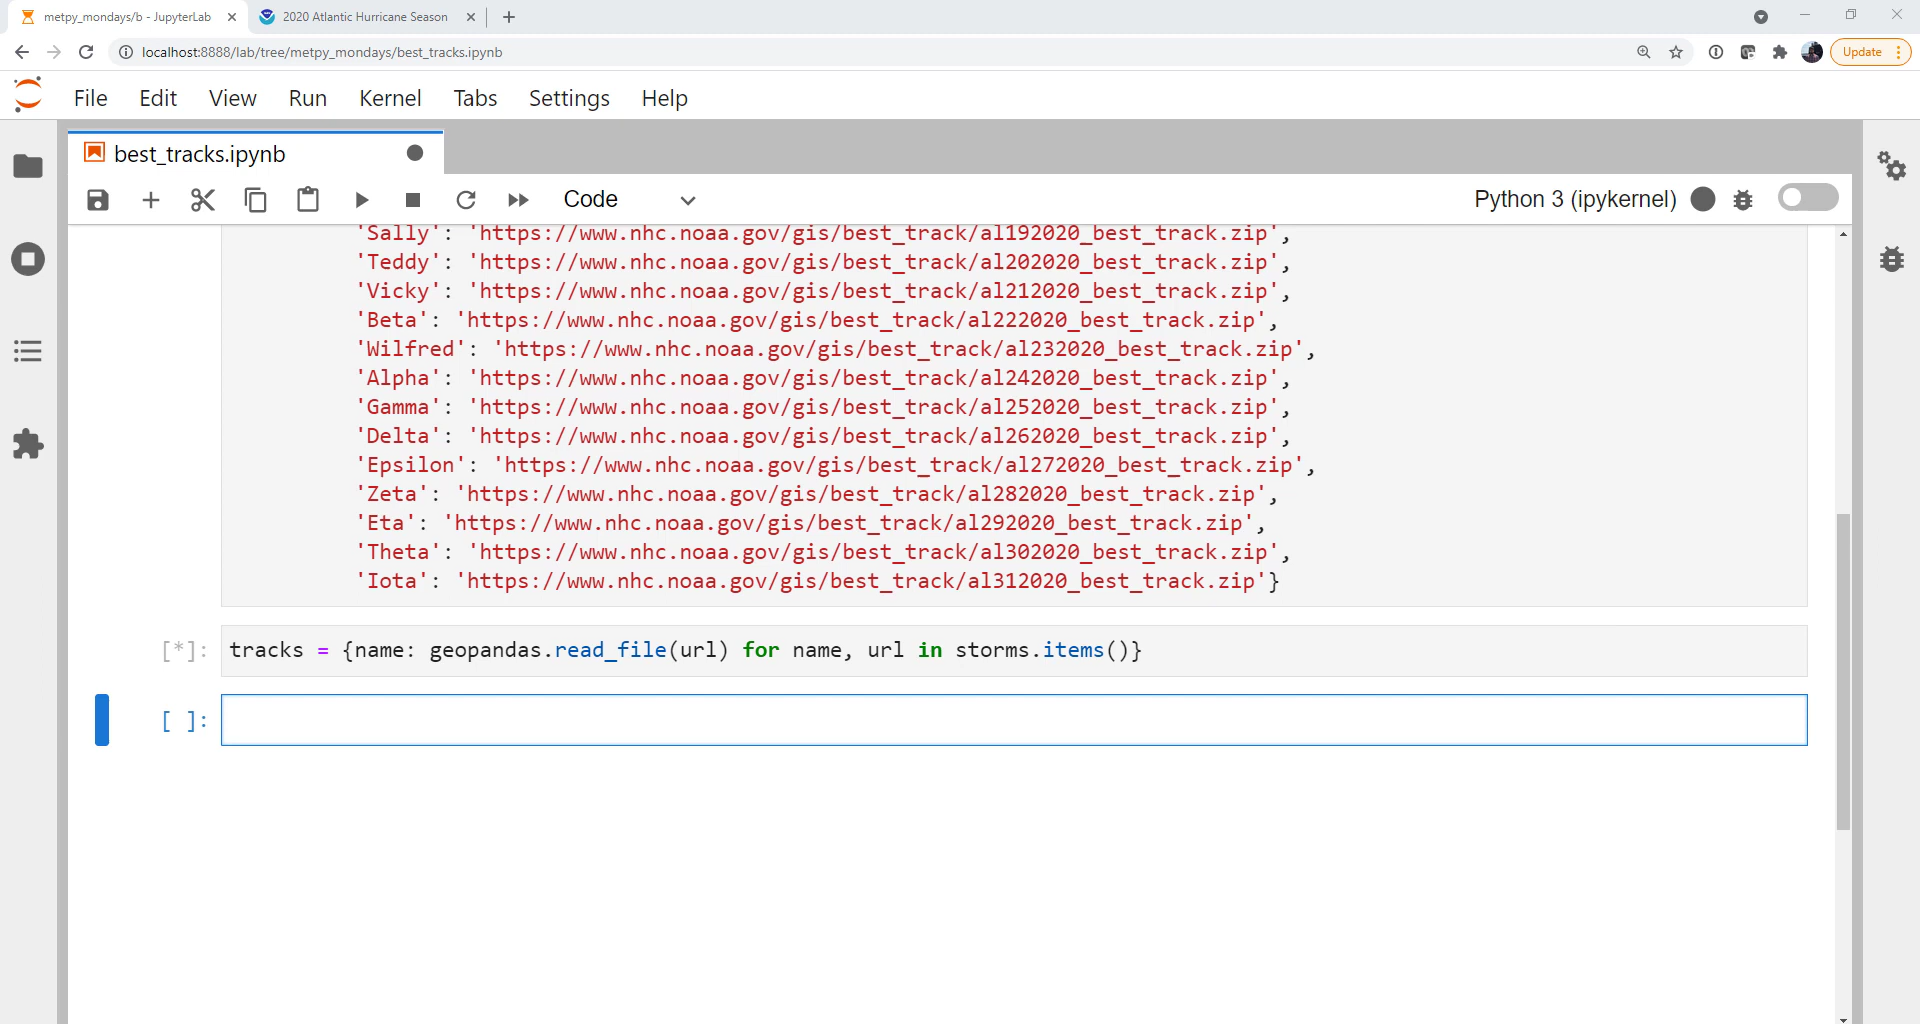 metpy_mondays/b - JupyterLab
2020 Atlantic Hurricane Season
localhost:8888/lab/tree/metpy_mondays/best_tracks.ipynb
Update
File Edit View Run Kernel Tabs Settings Help
best_tracks.ipynb
Code
Python 3 (ipykernel)
'Sally': 'https://www.nhc.noaa.gov/gis/best_track/al192020_best_track.zip',
'Teddy': 'https://www.nhc.noaa.gov/gis/best_track/al202020_best_track.zip',
'Vicky': 'https://www.nhc.noaa.gov/gis/best_track/al212020_best_track.zip',
'Beta': 'https://www.nhc.noaa.gov/gis/best_track/al222020_best_track.zip',
'Wilfred': 'https://www.nhc.noaa.gov/gis/best_track/al232020_best_track.zip',
'Alpha': 'https://www.nhc.noaa.gov/gis/best_track/al242020_best_track.zip',
'Gamma': 'https://www.nhc.noaa.gov/gis/best_track/al252020_best_track.zip',
'Delta': 'https://www.nhc.noaa.gov/gis/best_track/al262020_best_track.zip',
'Epsilon': 'https://www.nhc.noaa.gov/gis/best_track/al272020_best_track.zip',
'Zeta': 'https://www.nhc.noaa.gov/gis/best_track/al282020_best_track.zip',
'Eta': 'https://www.nhc.noaa.gov/gis/best_track/al292020_best_track.zip',
'Theta': 'https://www.nhc.noaa.gov/gis/best_track/al302020_best_track.zip',
'Iota': 'https://www.nhc.noaa.gov/gis/best_track/al312020_best_track.zip'}
[*]: tracks = {name: geopandas.read_file(url) for name, url in storms.items()}
[ ]: